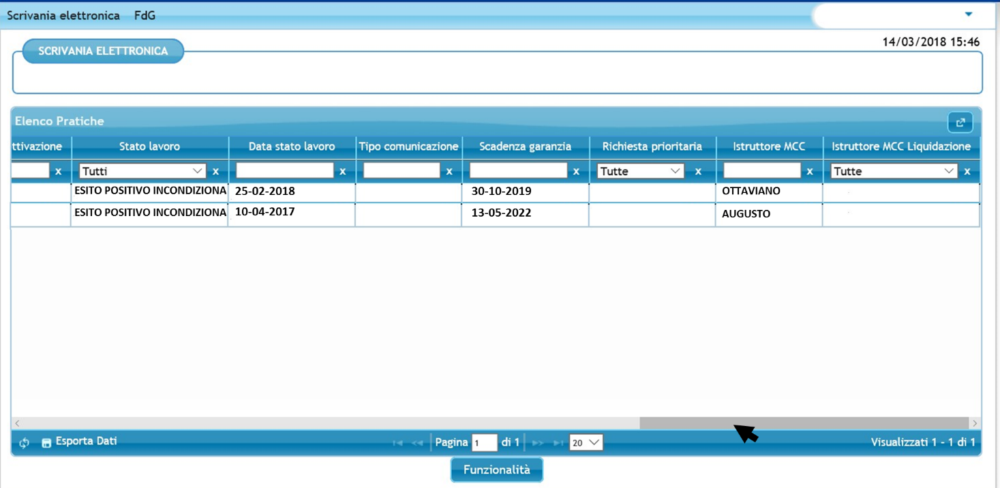 Scrivania elettronica FdG
14/03/2018 15:46
SCRIVANIA ELETTRONICA
Elenco Pratiche
ttivazione Stato lavoro Data stato lavoro Tipo comunicazione Scadenza garanzia Richiesta prioritaria Istruttore MCC Istruttore MCC Liquidazione
x Tutti x x x x Tutte x x Tutte x
ESITO POSITIVO INCONDIZIONA 25-02-2018 30-10-2019 OTTAVIANO
ESITO POSITIVO INCONDIZIONA 10-04-2017 13-05-2022 AUGUSTO
Esporta Dati Pagina 1 di 1 20 Visualizzati 1 - 1 di 1
Funzionalità